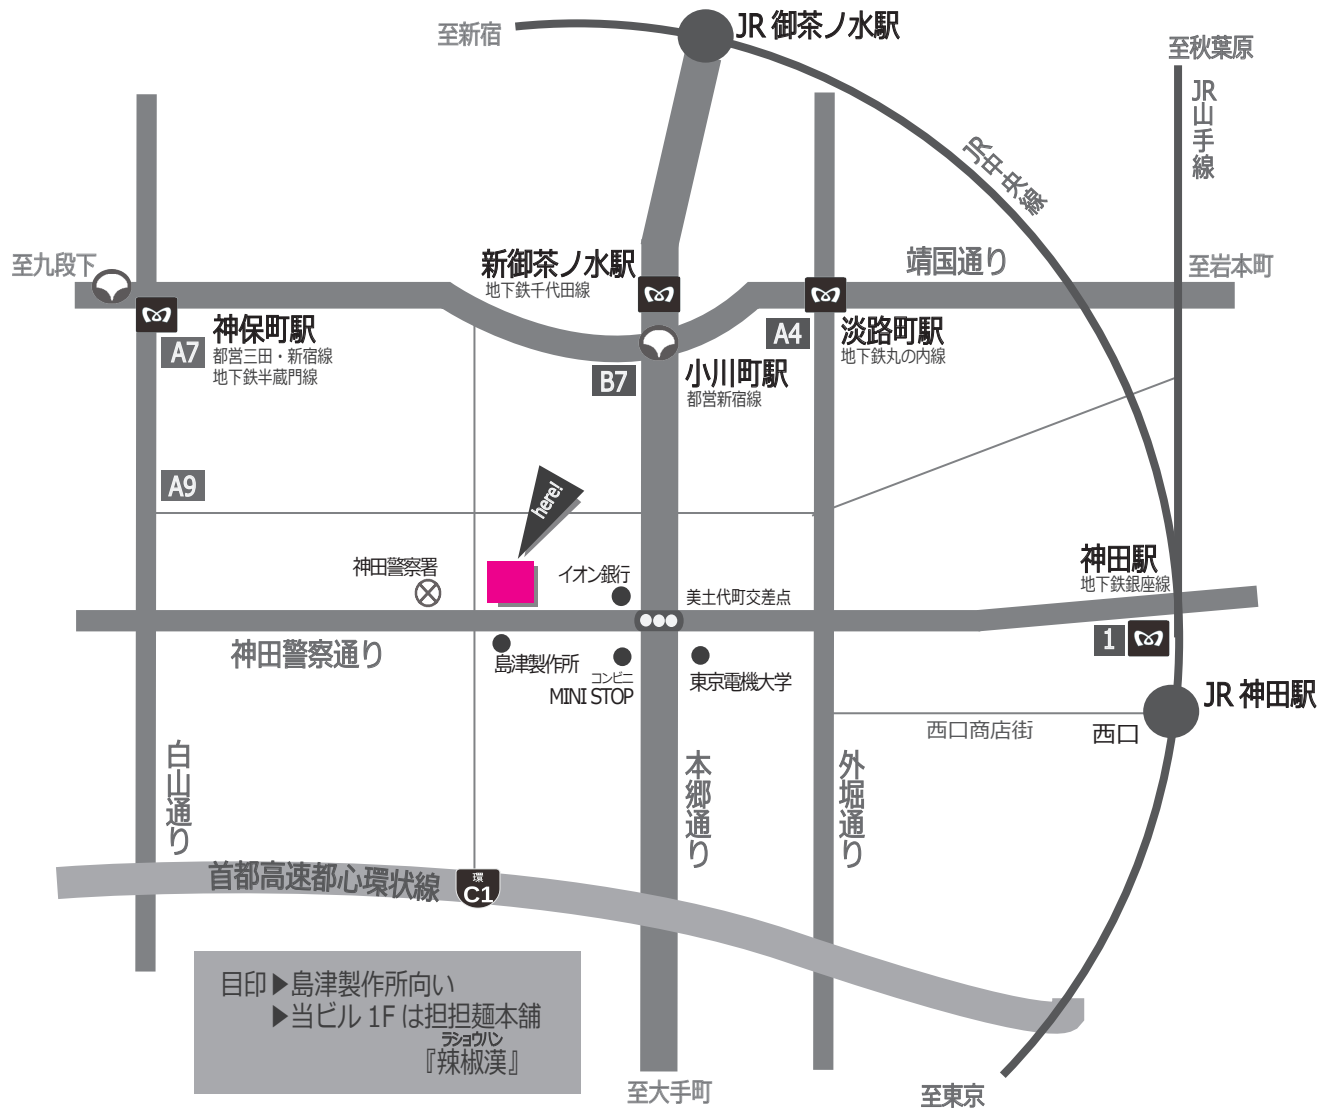 至新宿
JR 御茶ノ水駅
至秋葉原
JR山手線
JR中央線
至九段下
新御茶ノ水駅
地下鉄千代田線
靖国通り
至岩本町
神保町駅
A7
都営三田・新宿線
地下鉄半蔵門線
A4
淡路町駅
地下鉄丸の内線
B7
小川町駅
都営新宿線
A9
here!
神田警察署
イオン銀行
美土代町交差点
神田駅
地下鉄銀座線
1
神田警察通り
島津製作所
コンビニ
MINI STOP
東京電機大学
JR 神田駅
西口商店街
西口
白山通り
本郷通り
外堀通り
首都高速都心環状線
環
C1
目印▶島津製作所向い
▶当ビル 1F は担担麺本舗
ラショウハン
『辣椒漢』
至大手町
至東京